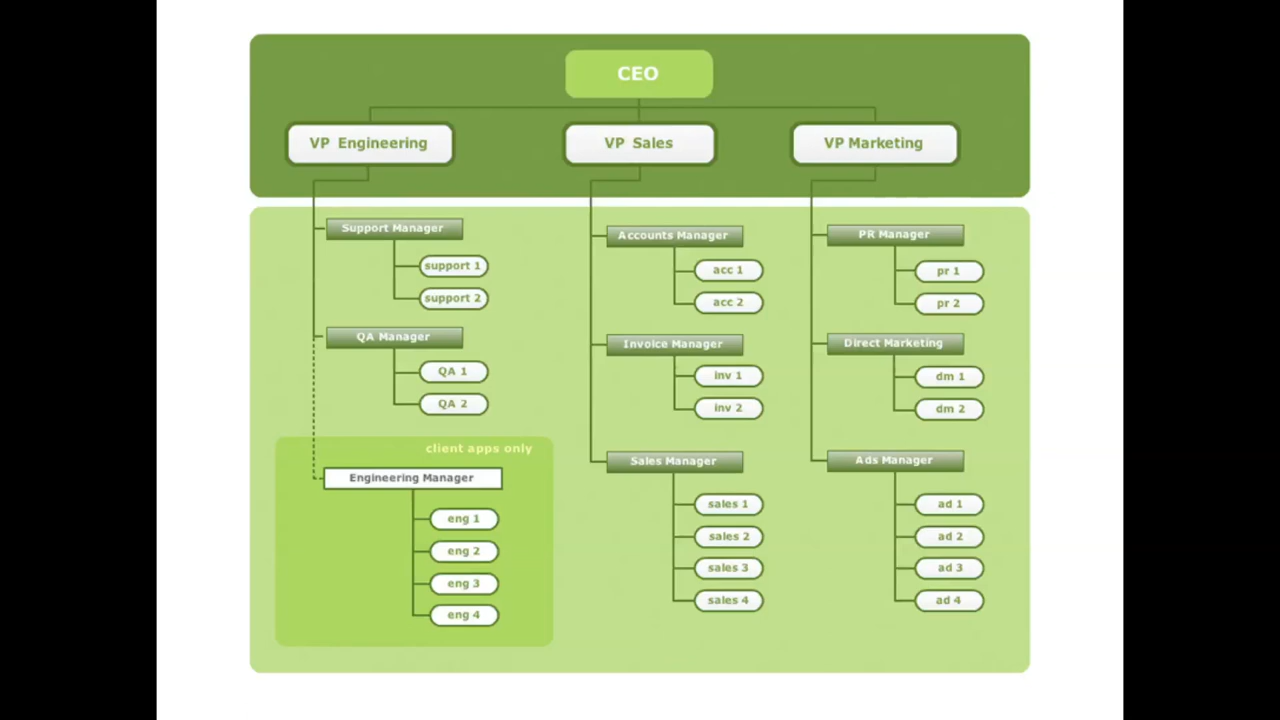 CEO
VP Engineering
VP Sales
VP Marketing
Support Manager
support 1
support 2
QA Manager
QA 1
QA 2
client apps only
Engineering Manager
eng 1
eng 2
eng 3
eng 4
Accounts Manager
acc 1
acc 2
Invoice Manager
inv 1
inv 2
Sales Manager
sales 1
sales 2
sales 3
sales 4
PR Manager
pr 1
pr 2
Direct Marketing
dm 1
dm 2
Ads Manager
ad 1
ad 2
ad 3
ad 4